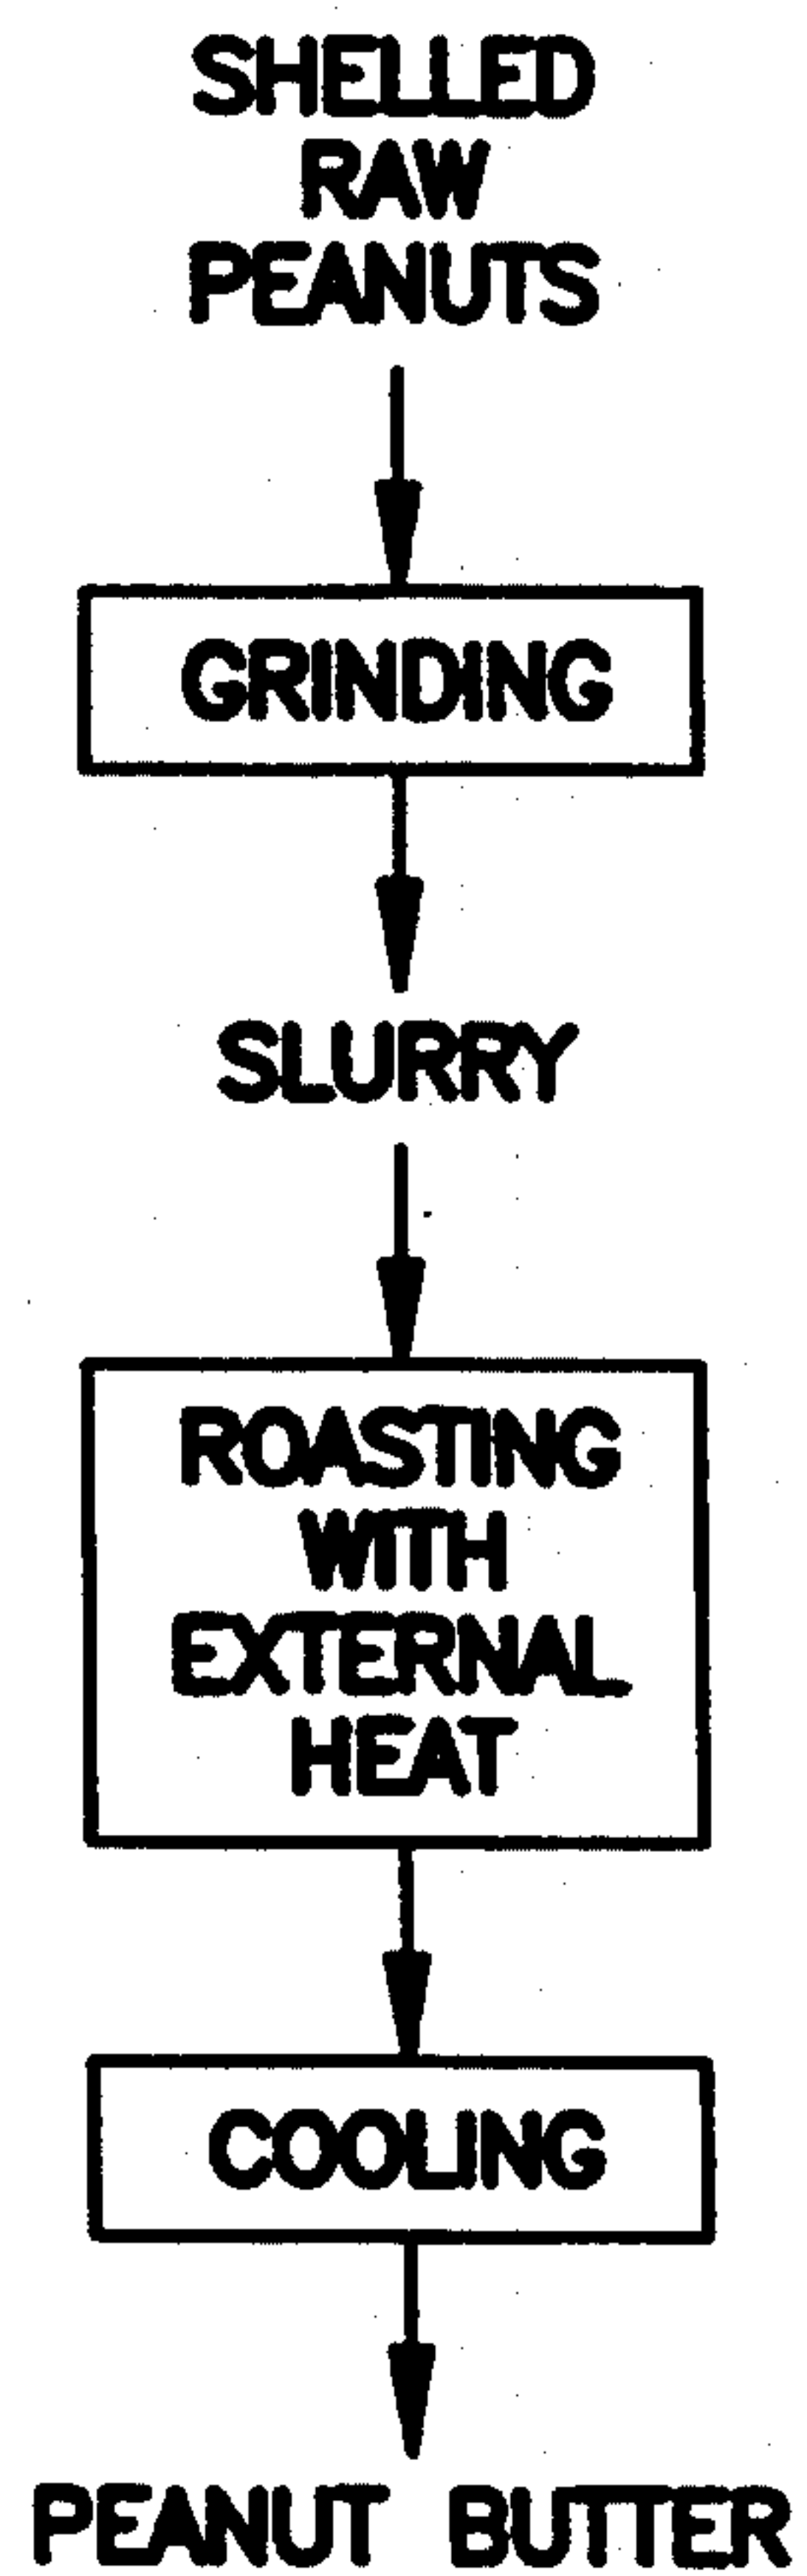 SHELLED
RAW
PEANUTS
GRINDING
SLURRY
ROASTING
WITH
EXTERNAL
HEAT
COOLING
PEANUT BUTTER